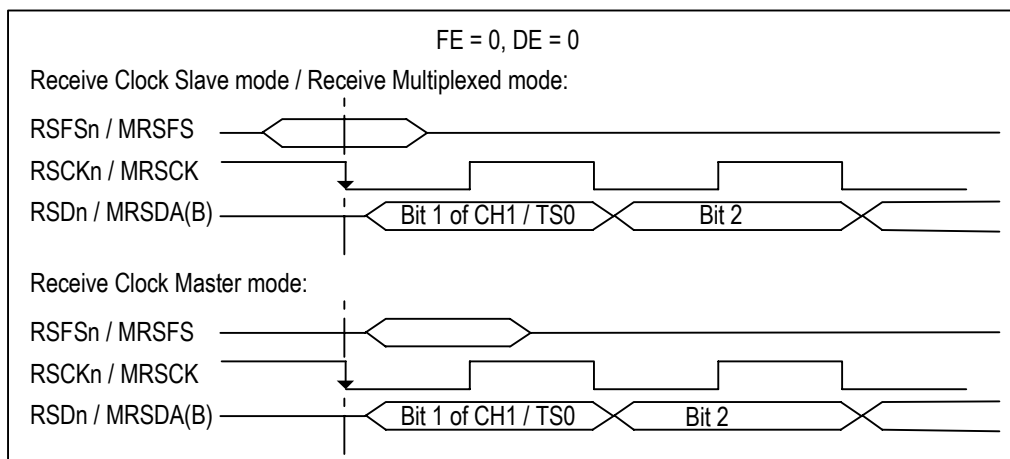 FE = 0, DE = 0
Receive Clock Slave mode / Receive Multiplexed mode:
RSFSn / MRSFS
RSCKn / MRSCK
RSDn / MRSDA(B)
Bit 1 of CH1 / TS0
Bit 2
Receive Clock Master mode:
RSFSn / MRSFS
RSCKn / MRSCK
RSDn / MRSDA(B)
Bit 1 of CH1 / TS0
Bit 2